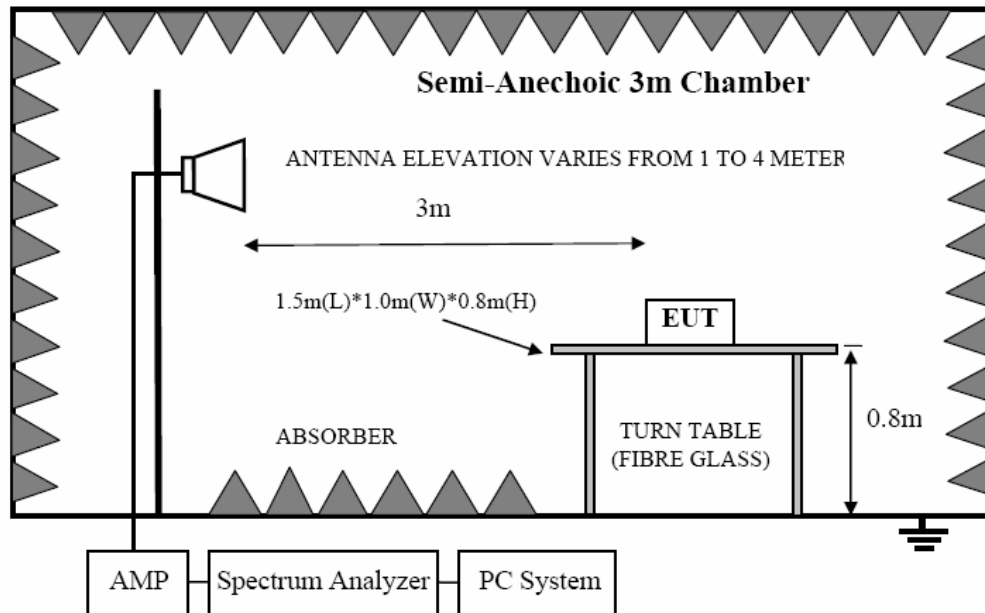 Semi-Anechoic 3m Chamber
ANTENNA ELEVATION VARIES FROM 1 TO 4 METER
3m
1.5m(L)*1.0m(W)*0.8m(H)
EUT
0.8m
ABSORBER
TURN TABLE
(FIBRE GLASS)
AMP
Spectrum Analyzer
PC System